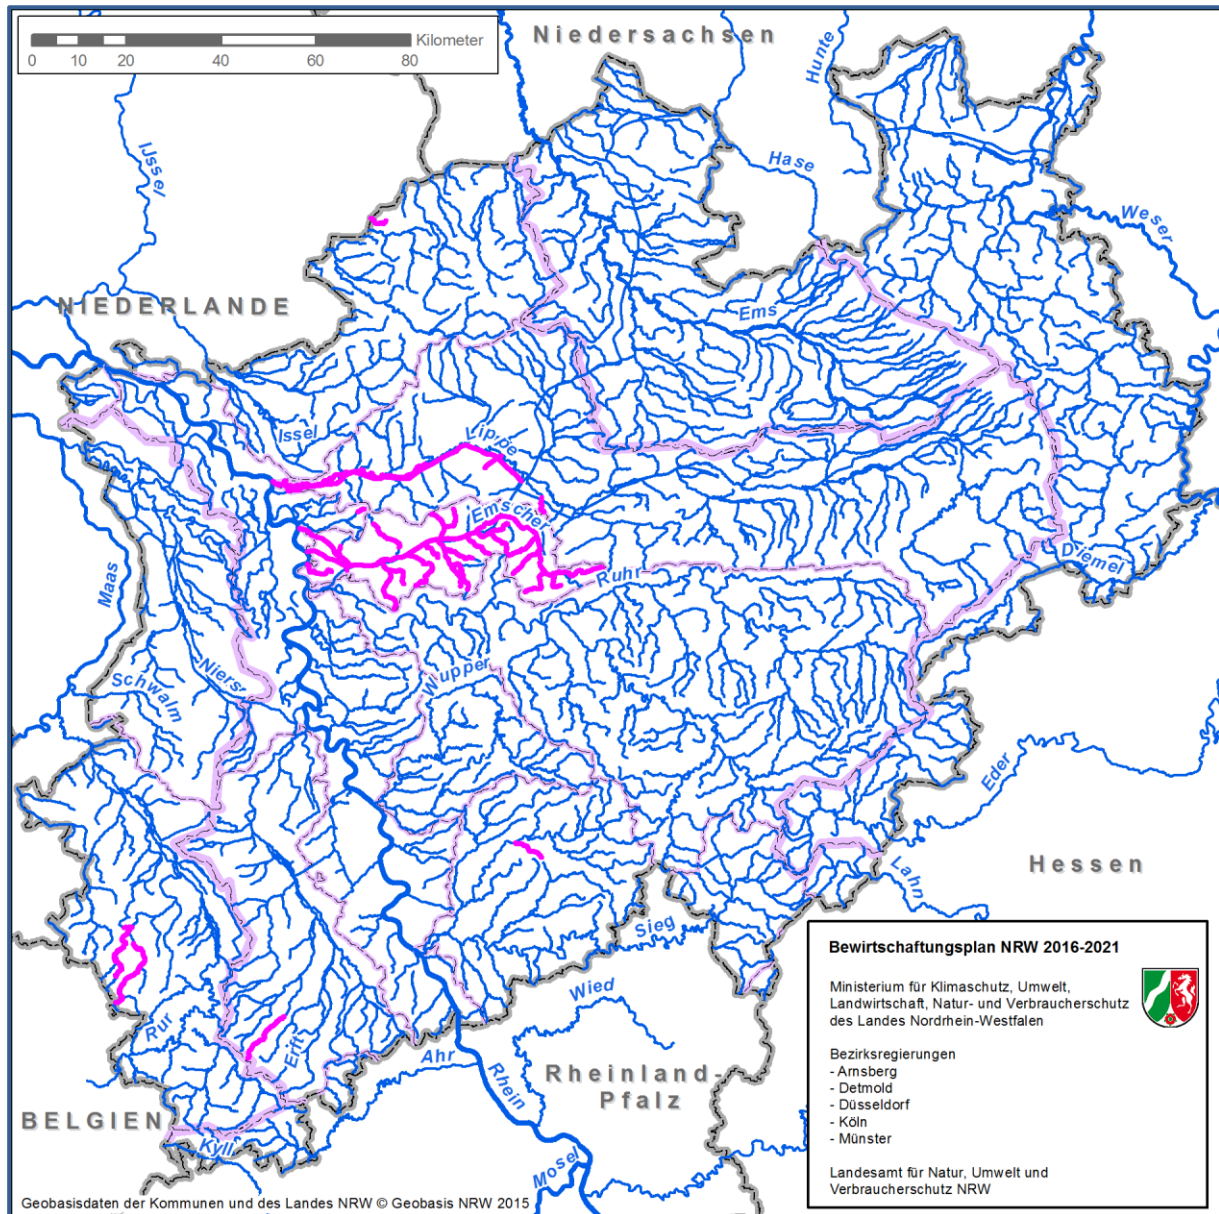 Kilometer
0 10 20 40 60 80
Niedersachsen
Hunte
IJssel
Hase
Weser
NIEDERLANDE
Ems
Issel
Lippe
Emscher
Diemel
Ruhr
Maas
Wupper
Niers
Schwalm
Eder
Hessen
Lahn
Sieg
Wied
Rur
Erft
Ahr
Rhein
Rheinland-
Pfalz
BELGIEN
Kyll
Mosel
Bewirtschaftungsplan NRW 2016-2021
Ministerium für Klimaschutz, Umwelt,
Landwirtschaft, Natur- und Verbraucherschutz
des Landes Nordrhein-Westfalen
Bezirksregierungen
- Arnsberg
- Detmold
- Düsseldorf
- Köln
- Münster
Landesamt für Natur, Umwelt und
Verbraucherschutz NRW
Geobasisdaten der Kommunen und des Landes NRW © Geobasis NRW 2015